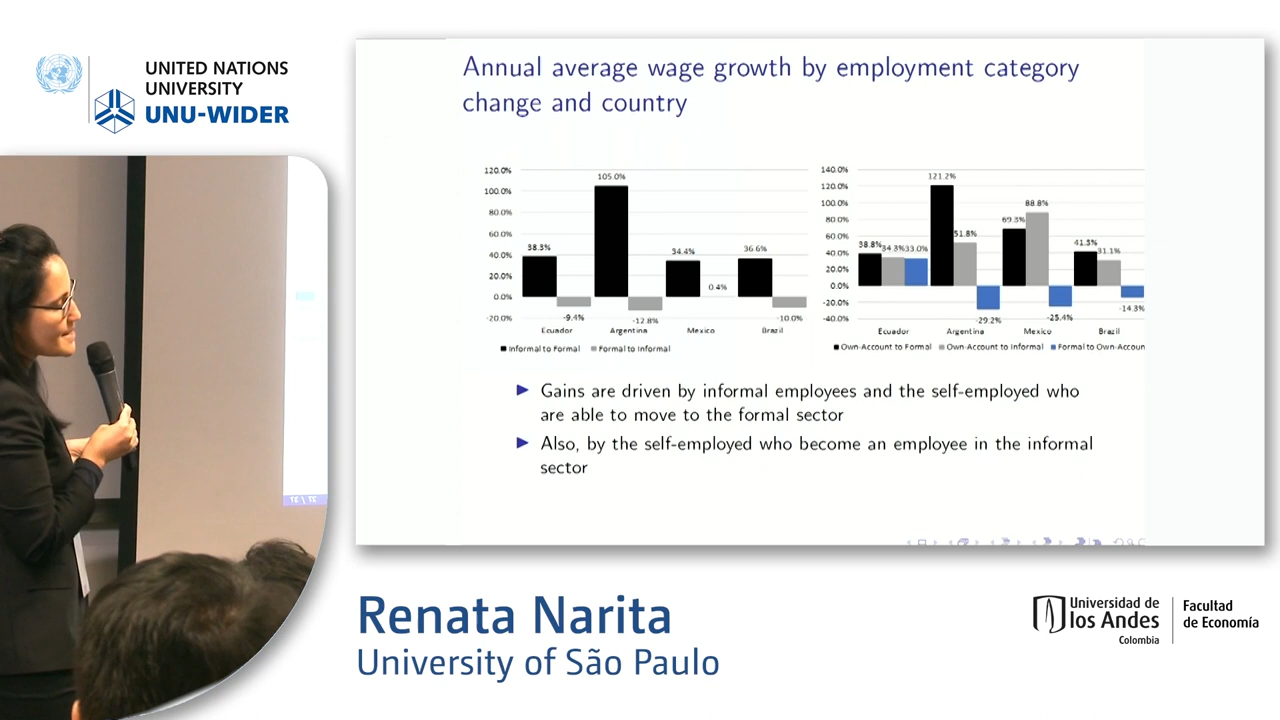 UNITED NATIONS
UNIVERSITY
UNU-WIDER
Annual average wage growth by employment category
change and country
120.0%
100.0%
80.0%
60.0%
40.0%
20.0%
0.0%
-20.0%
38.3%
-9.4%
105.0%
-12.8%
34.4%
0.4%
36.6%
-10.0%
Ecuador Argentina Mexico Brazil
Informal to Formal Formal to Informal
140.0%
120.0%
100.0%
80.0%
60.0%
40.0%
20.0%
0.0%
-20.0%
-40.0%
38.8% 34.3% 33.0%
121.2% 51.8% -29.2%
69.3% 88.8% -25.4%
41.3% 31.1% -14.3%
Ecuador Argentina Mexico Brazil
Own-Account to Formal Own-Account to Informal Formal to Own-Accoun
Gains are driven by informal employees and the self-employed who
are able to move to the formal sector
Also, by the self-employed who become an employee in the informal
sector
Renata Narita
University of São Paulo
Universidad de
los Andes
Colombia
Facultad
de Economía